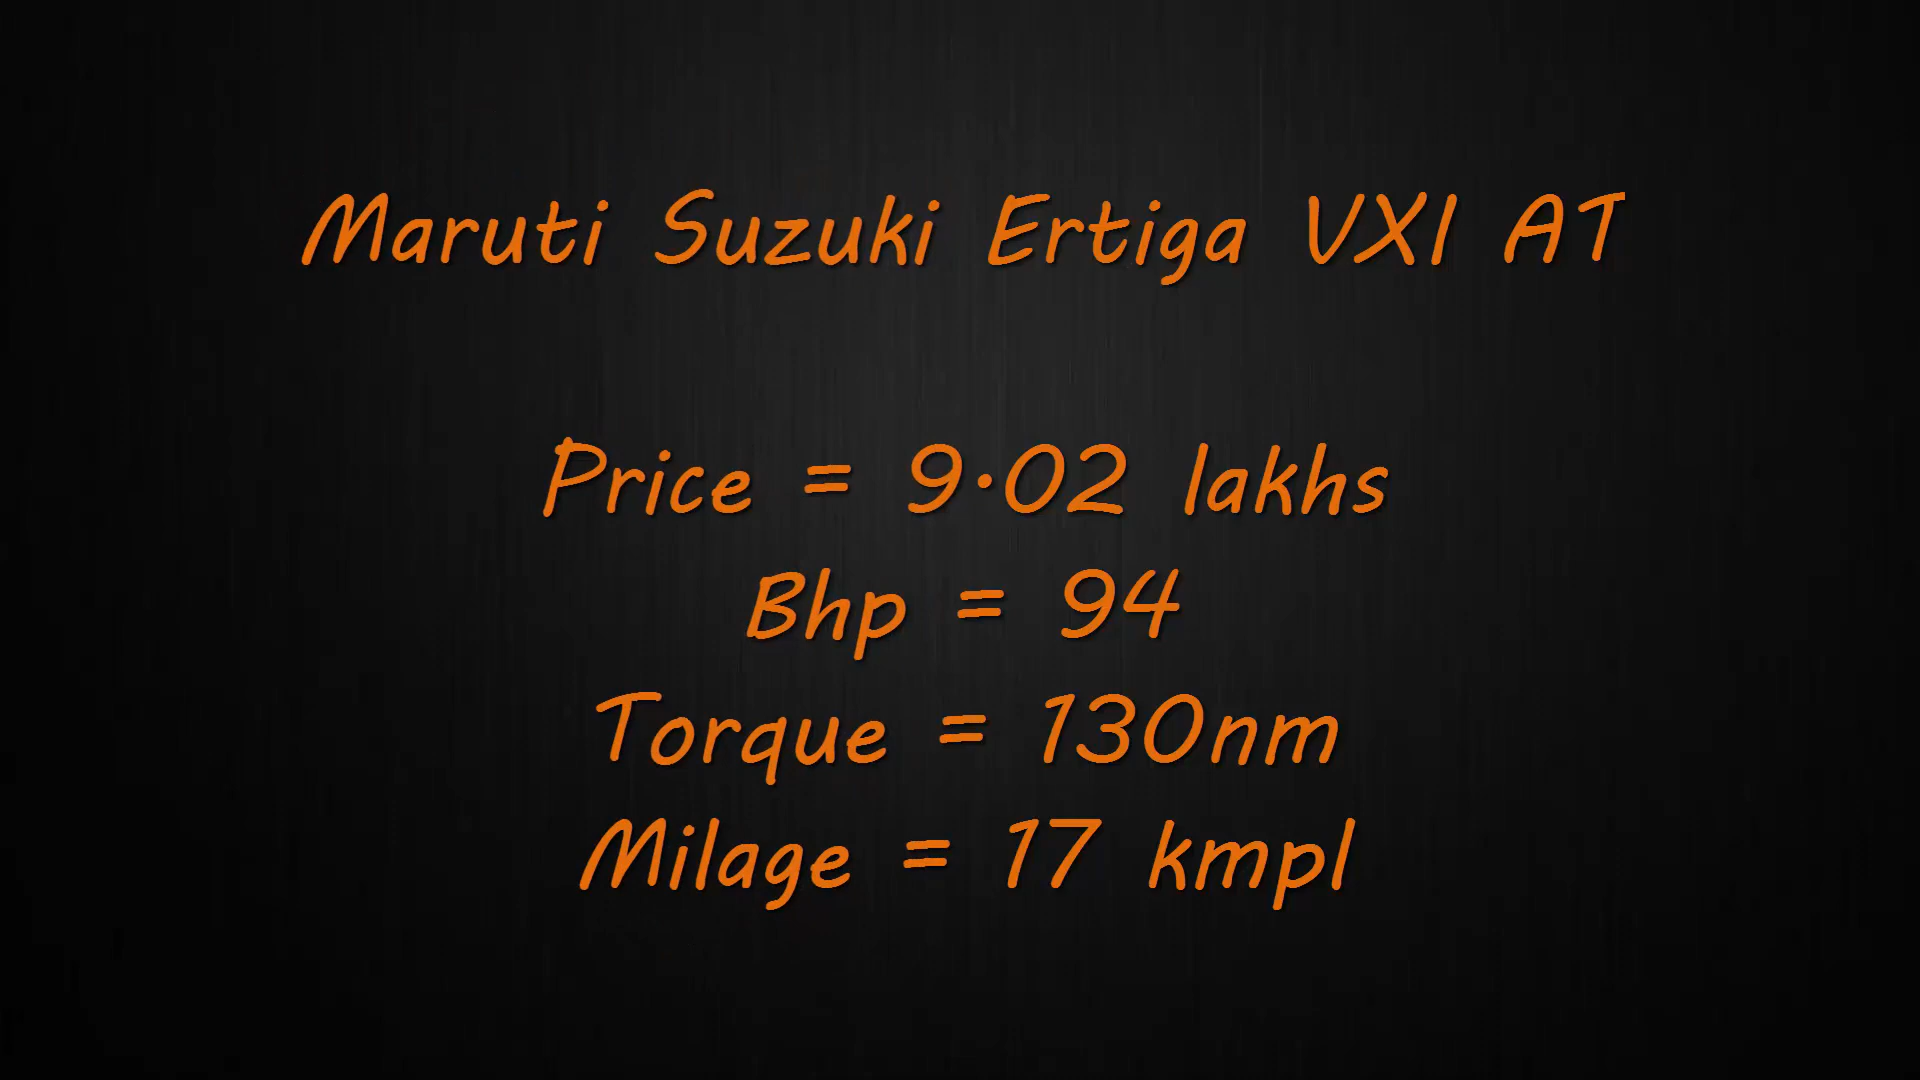 Maruti Suzuki Ertiga VXI AT
Price = 9.02 lakhs
Bhp = 94
Torque = 130nm
Milage = 17 kmpl